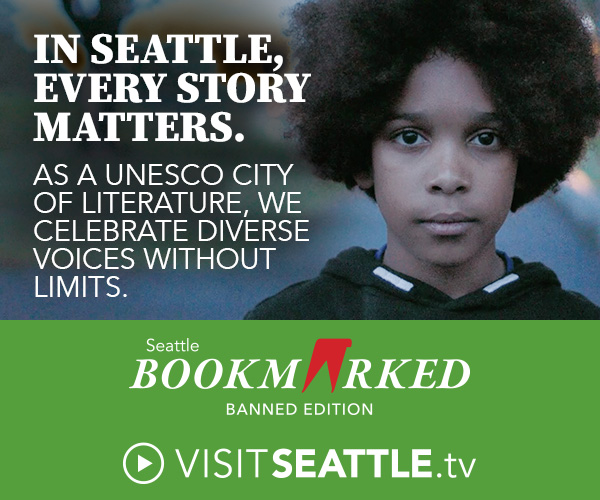 IN SEATTLE,
EVERY STORY
MATTERS.
AS A UNESCO CITY
OF LITERATURE, WE
CELEBRATE DIVERSE
VOICES WITHOUT
LIMITS.
Seattle
BOOKMARKED
BANNED EDITION
VISITSEATTLE.tv